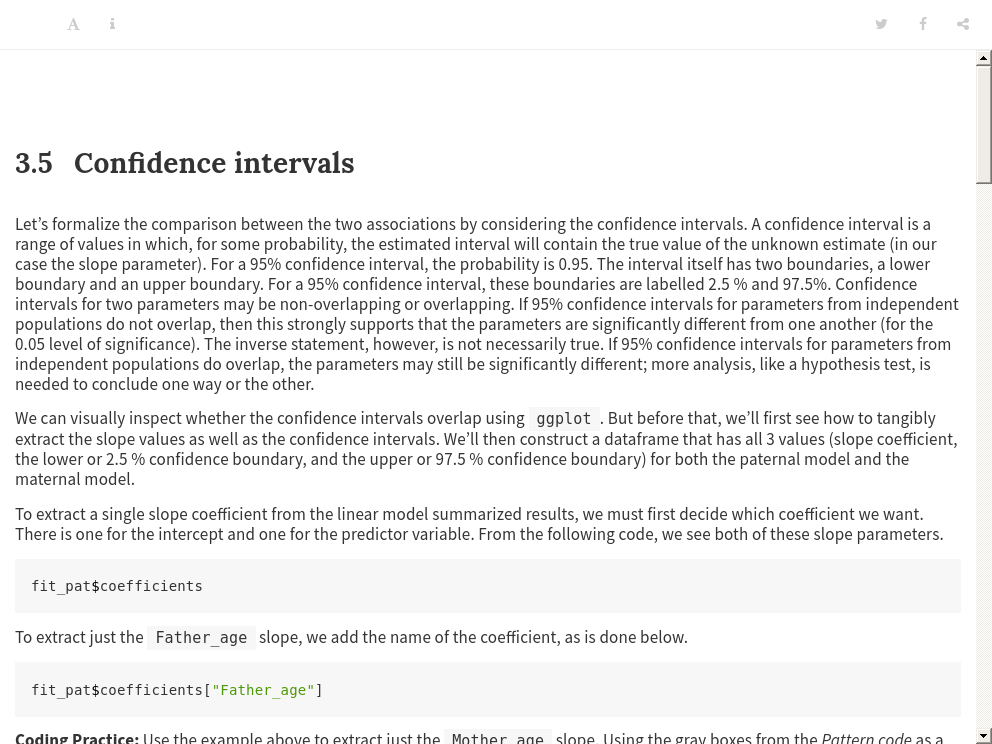 3.5 Confidence intervals
Let’s formalize the comparison between the two associations by considering the confidence intervals. A confidence interval is a
range of values in which, for some probability, the estimated interval will contain the true value of the unknown estimate (in our
case the slope parameter). For a 95% confidence interval, the probability is 0.95. The interval itself has two boundaries, a lower
boundary and an upper boundary. For a 95% confidence interval, these boundaries are labelled 2.5 % and 97.5%. Confidence
intervals for two parameters may be non-overlapping or overlapping. If 95% confidence intervals for parameters from independent
populations do not overlap, then this strongly supports that the parameters are significantly different from one another (for the
0.05 level of significance). The inverse statement, however, is not necessarily true. If 95% confidence intervals for parameters from
independent populations do overlap, the parameters may still be significantly different; more analysis, like a hypothesis test, is
needed to conclude one way or the other.
We can visually inspect whether the confidence intervals overlap using ggplot . But before that, we’ll first see how to tangibly
extract the slope values as well as the confidence intervals. We’ll then construct a dataframe that has all 3 values (slope coefficient,
the lower or 2.5 % confidence boundary, and the upper or 97.5 % confidence boundary) for both the paternal model and the
maternal model.
To extract a single slope coefficient from the linear model summarized results, we must first decide which coefficient we want.
There is one for the intercept and one for the predictor variable. From the following code, we see both of these slope parameters.
fit_pat$coefficients
To extract just the Father_age slope, we add the name of the coefficient, as is done below.
fit_pat$coefficients["Father_age"]
Coding Practice: Use the example above to extract just the Mother_age slope. Using the gray boxes from the Pattern code as a